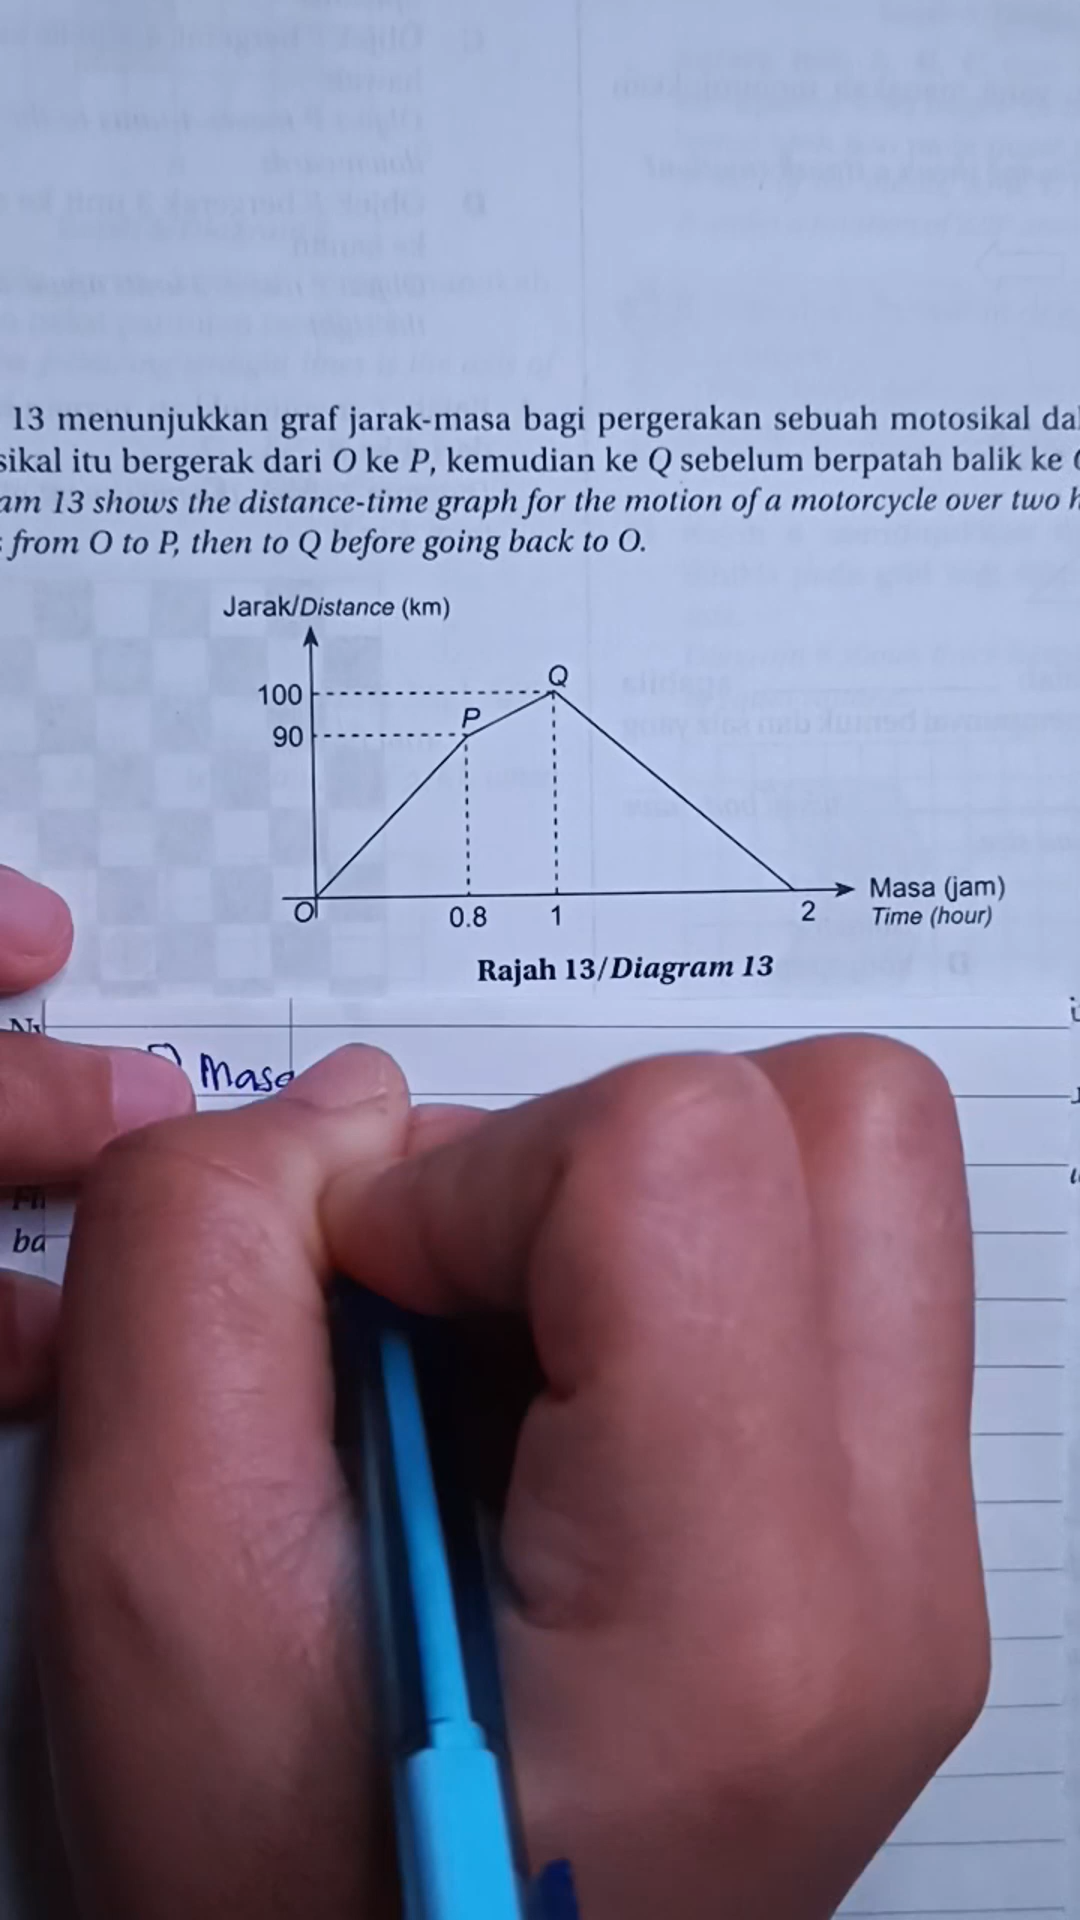 13 menunjukkan graf jarak-masa bagi pergerakan sebuah motosikal
sikal itu bergerak dari O ke P, kemudian ke Q sebelum berpatah balik ke
am 13 shows the distance-time graph for the motion of a motorcycle over two
from O to P, then to Q before going back to O.
Jarak/Distance (km)
Q
100
P
90
Masa (jam)
O 0.8 1 2 Time (hour)
Rajah 13/Diagram 13
Masa
ba